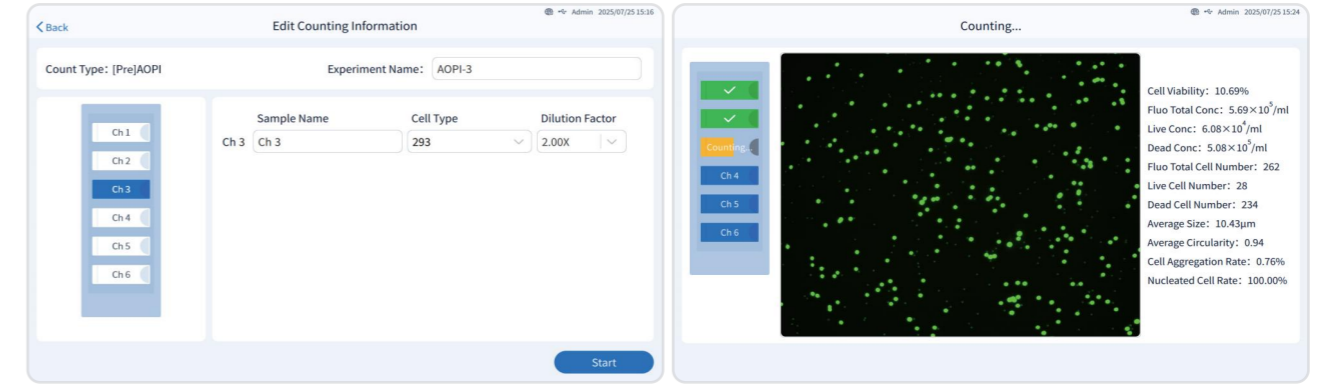 Admin 2025/07/25 15:16
Back
Edit Counting Information
Count Type: [Pre]AOPI
Experiment Name: AOPI-3
Ch 1
Ch 2
Ch 3
Ch 4
Ch 5
Ch 6
Sample Name Cell Type Dilution Factor
Ch 3 Ch 3 293 2.00X
Start
Admin 2025/07/25 15:24
Counting...
Counting...
Ch 4
Ch 5
Ch 6
Cell Viability: 10.69%
Fluo Total Conc: 5.69×10⁵/ml
Live Conc: 6.08×10⁴/ml
Dead Conc: 5.08×10⁵/ml
Fluo Total Cell Number: 262
Live Cell Number: 28
Dead Cell Number: 234
Average Size: 10.43μm
Average Circularity: 0.94
Cell Aggregation Rate: 0.76%
Nucleated Cell Rate: 100.00%